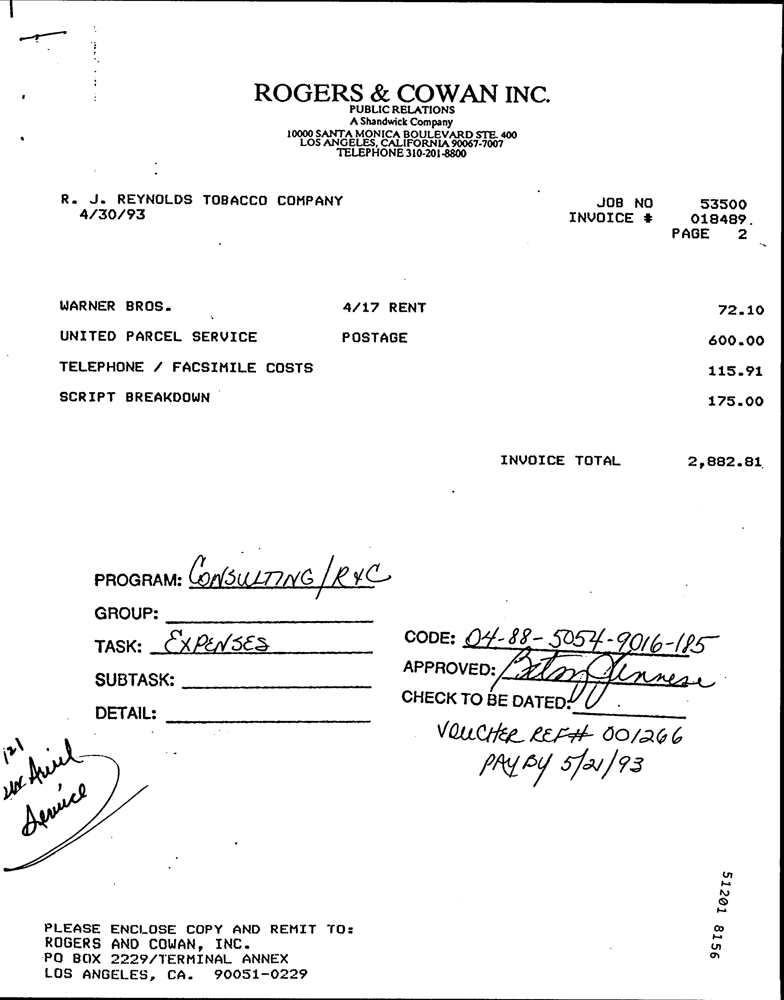 ROGERS & COWAN INC.
PUBLIC RELATIONS
A Shandwick Company
10000 SANTA MONICA BOULEVARD STE. 400
LOS ANGELES, CALIFORNIA 90067-7007
TELEPHONE 310-201-8800
R. J. REYNOLDS TOBACCO COMPANY JOB NO 53500
4/30/93 INVOICE # 018489.
PAGE 2
WARNER BROS. 4/17 RENT 72.10
UNITED PARCEL SERVICE POSTAGE 600.00
TELEPHONE / FACSIMILE COSTS 115.91
SCRIPT BREAKDOWN 175.00
INVOICE TOTAL 2,882.81
PROGRAM: CONSULTING/R&C
GROUP:
TASK: EXPENSES CODE: 04-88-5054-9016-185
SUBTASK: APPROVED: Betsy
DETAIL: CHECK TO BE DATED:
VOUCHER REF# 001266
PAY BY 5/21/93
Service
51201 8156
PLEASE ENCLOSE COPY AND REMIT TO:
ROGERS AND COWAN, INC.
PO BOX 2229/TERMINAL ANNEX
LOS ANGELES, CA. 90051-0229